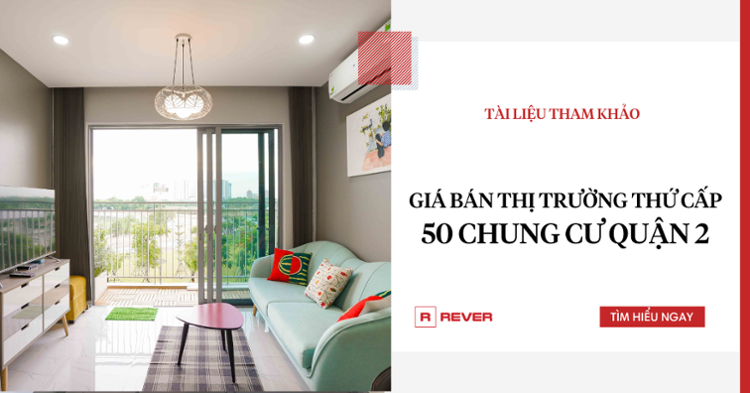 TÀI LIỆU THAM KHẢO
GIÁ BÁN THỊ TRƯỜNG THỨ CẤP
50 CHUNG CƯ QUẬN 2
R REVER
TÌM HIỂU NGAY